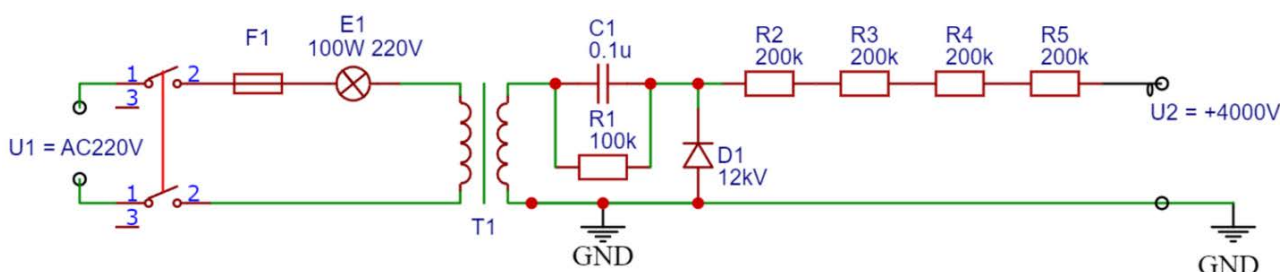 F1
E1
100W 220V
C1
0.1u
R2
200k
R3
200k
R4
200k
R5
200k
1
2
3
U1 = AC220V
U2 = +4000V
R1
100k
D1
12kV
1
2
3
T1
GND
GND